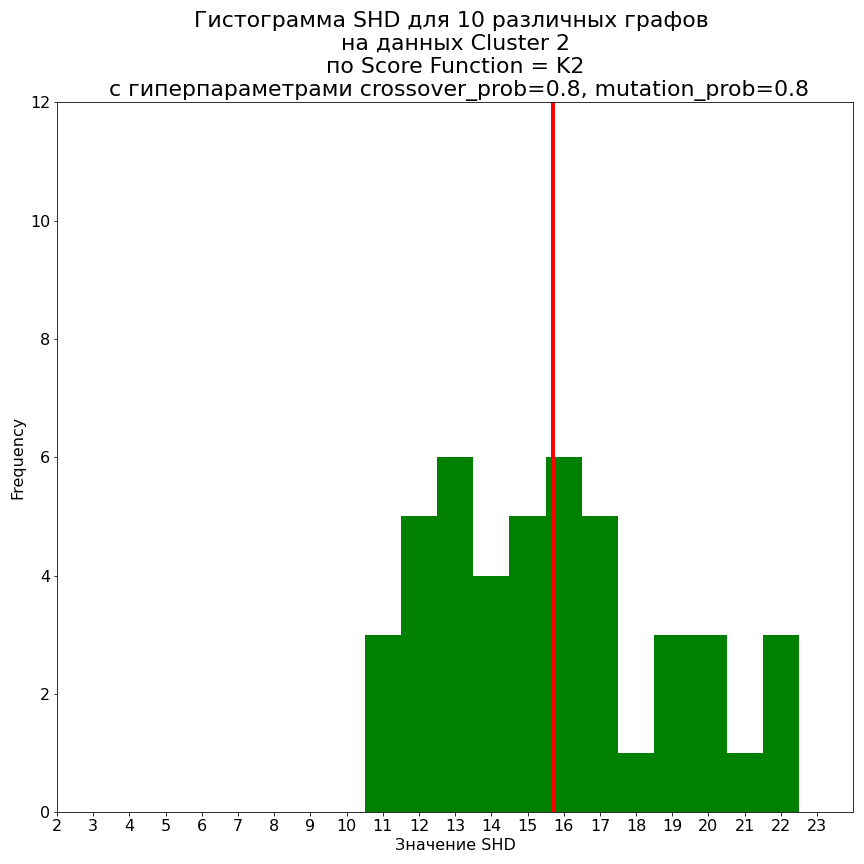 Гистограмма SHD для 10 различных графов
на данных Cluster 2
по Score Function = K2
с гиперпараметрами crossover_prob=0.8, mutation_prob=0.8
12
10
8
6
4
2
0
Frequency
2 3 4 5 6 7 8 9 10 11 12 13 14 15 16 17 18 19 20 21 22 23
Значение SHD